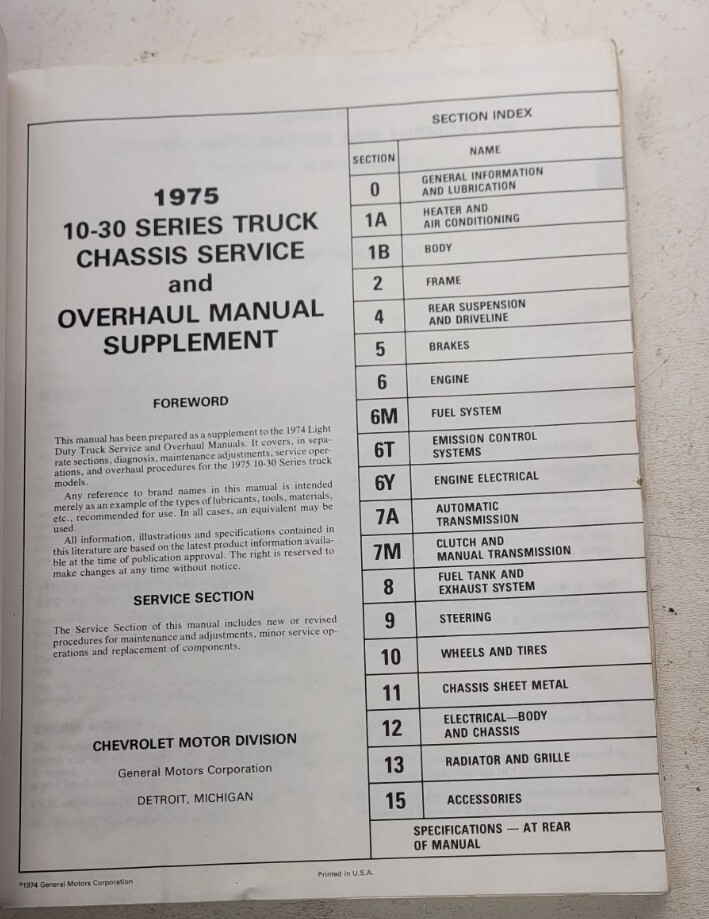 1975
10-30 SERIES TRUCK
CHASSIS SERVICE
and
OVERHAUL MANUAL
SUPPLEMENT
FOREWORD
This manual has been prepared as a supplement to the 1974 Light
Duty Truck Service and Overhaul Manuals. It covers, in sepa-
rate sections, diagnosis, maintenance adjustments, service oper-
ations, and overhaul procedures for the 1975 10-30 Series truck
models.
Any reference to brand names in this manual is intended
merely as an example of the types of lubricants, tools, materials,
etc., recommended for use. In all cases, an equivalent may be
used.
All information, illustrations and specifications contained in
this literature are based on the latest product information availa-
ble at the time of publication approval. The right is reserved to
make changes at any time without notice.
SERVICE SECTION
The Service Section of this manual includes new or revised
procedures for maintenance and adjustments, minor service op-
erations and replacement of components.
CHEVROLET MOTOR DIVISION
General Motors Corporation
DETROIT, MICHIGAN
SECTION INDEX
SECTION NAME
0 GENERAL INFORMATION
AND LUBRICATION
1A HEATER AND
AIR CONDITIONING
1B BODY
2 FRAME
4 REAR SUSPENSION
AND DRIVELINE
5 BRAKES
6 ENGINE
6M FUEL SYSTEM
6T EMISSION CONTROL
SYSTEMS
6Y ENGINE ELECTRICAL
7A AUTOMATIC
TRANSMISSION
7M CLUTCH AND
MANUAL TRANSMISSION
8 FUEL TANK AND
EXHAUST SYSTEM
9 STEERING
10 WHEELS AND TIRES
11 CHASSIS SHEET METAL
12 ELECTRICAL—BODY
AND CHASSIS
13 RADIATOR AND GRILLE
15 ACCESSORIES
SPECIFICATIONS — AT REAR
OF MANUAL
©1974 General Motors Corporation
Printed in U.S.A.